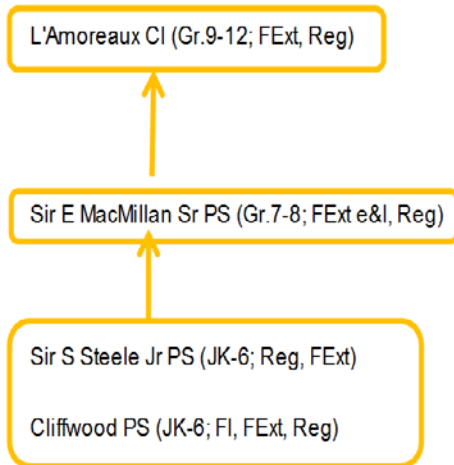 L'Amoreaux CI (Gr.9-12; FExt, Reg)
Sir E MacMillan Sr PS (Gr.7-8; FExt e&l, Reg)
Sir S Steele Jr PS (JK-6; Reg, FExt)
Cliffwood PS (JK-6; FI, FExt, Reg)